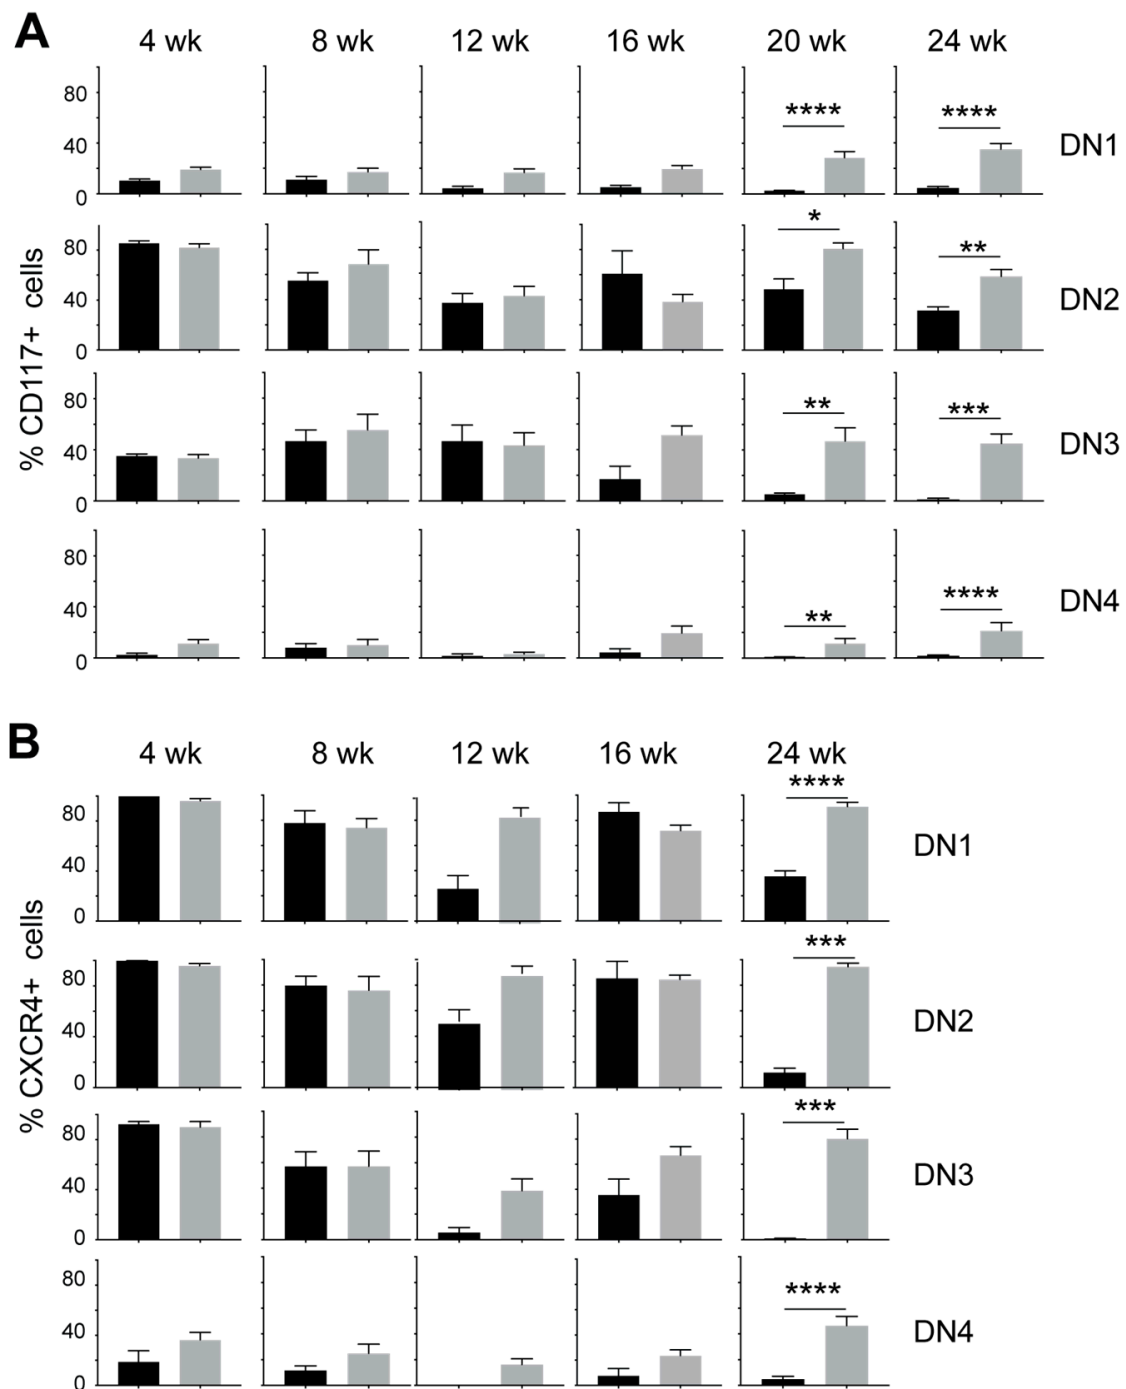 A
4 wk 8 wk 12 wk 16 wk 20 wk 24 wk
80
40
0
**** ****
DN1
% CD117+ cells
80
40
0
* **
DN2
80
40
0
** ***
DN3
80
40
0
** ****
DN4
B
4 wk 8 wk 12 wk 16 wk 24 wk
80
40
0
****
DN1
% CXCR4+ cells
80
40
0
***
DN2
80
40
0
***
DN3
80
40
0
****
DN4